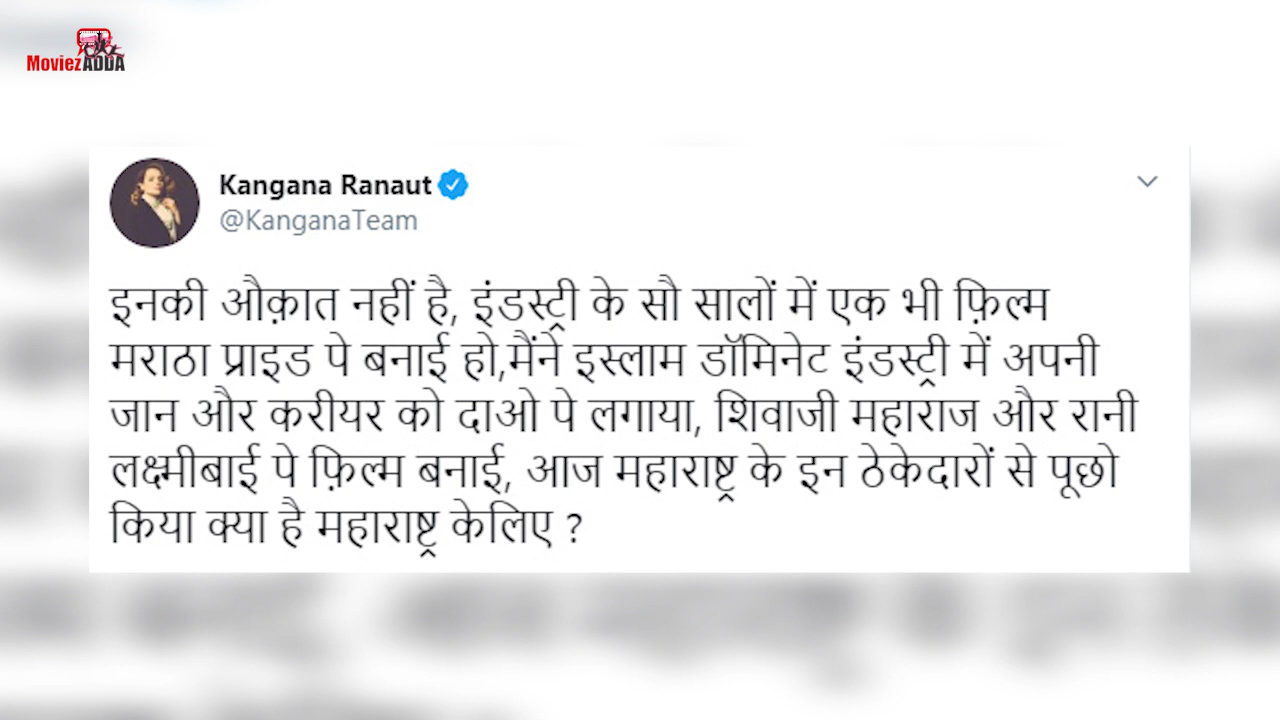 MoviezADDA
Kangana Ranaut
@KanganaTeam
इनकी औक़ात नहीं है, इंडस्ट्री के सौ सालों में एक भी फ़िल्म
मराठा प्राइड पे बनाई हो,मैंने इस्लाम डॉमिनेट इंडस्ट्री में अपनी
जान और करीयर को दाओ पे लगाया, शिवाजी महाराज और रानी
लक्ष्मीबाई पे फ़िल्म बनाई, आज महाराष्ट्र के इन ठेकेदारों से पूछो
किया क्या है महाराष्ट्र केलिए ?